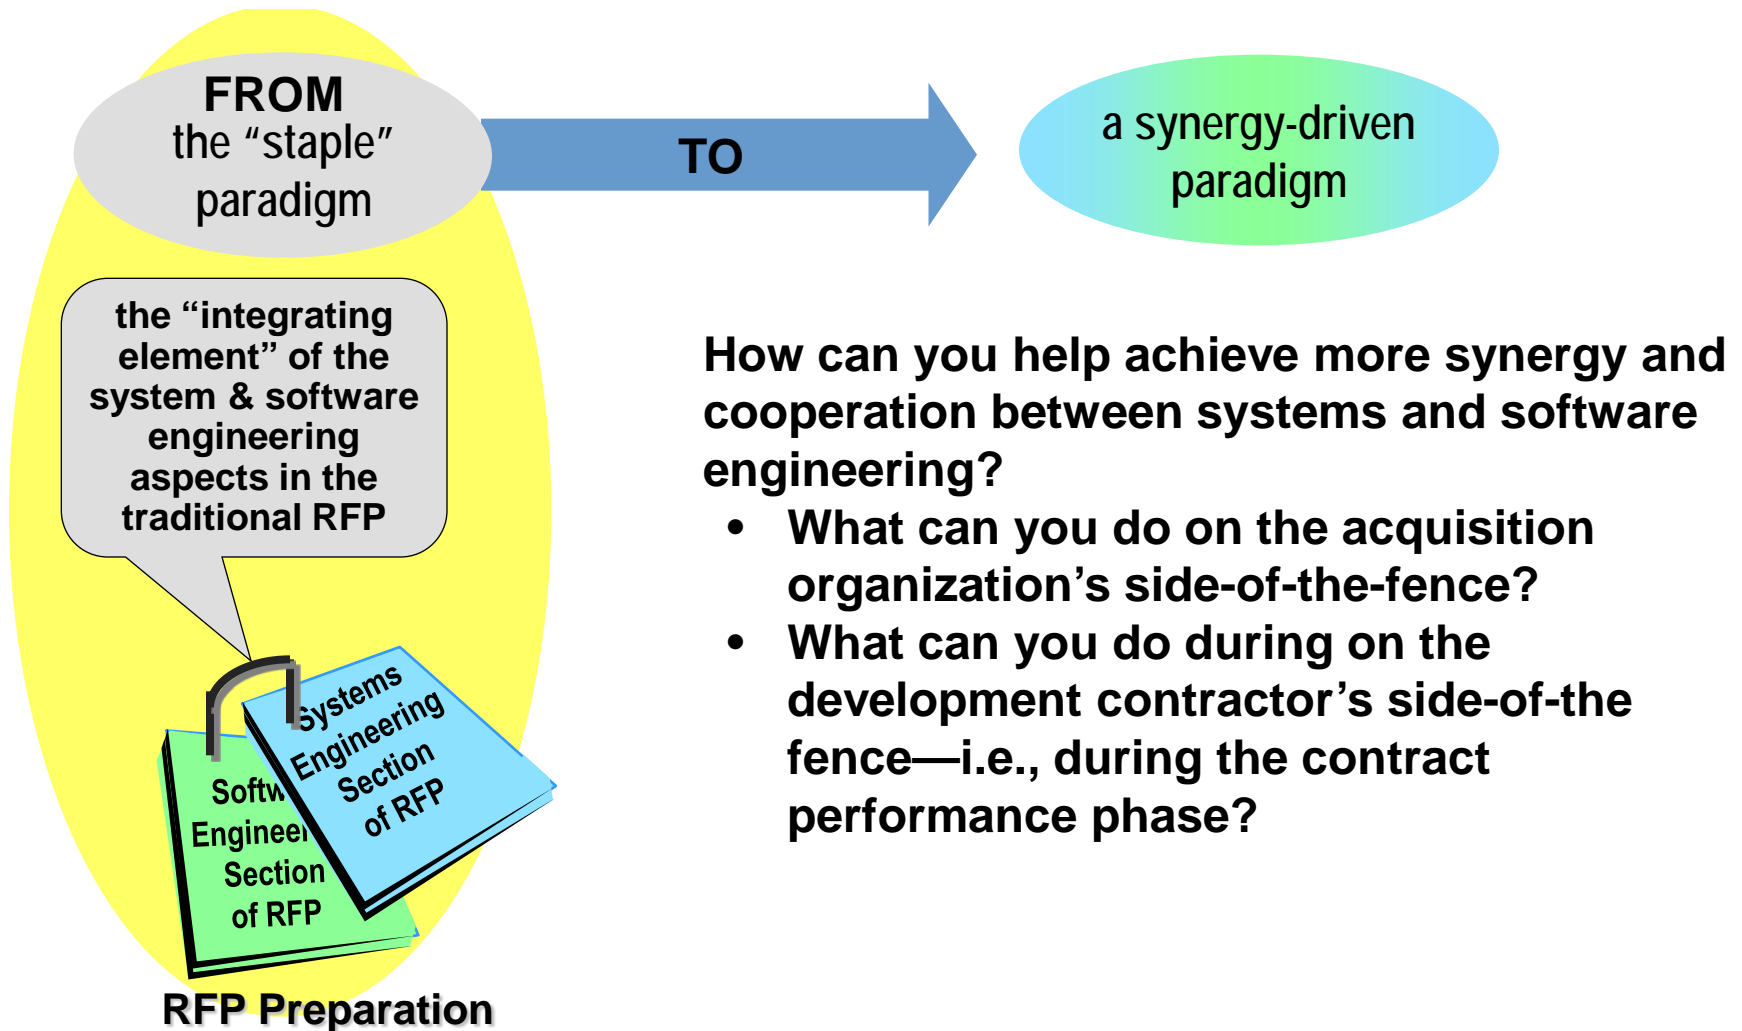 FROM
the “staple”
paradigm
TO
a synergy-driven
paradigm
the “integrating
element” of the
system & software
engineering
aspects in the
traditional RFP
How can you help achieve more synergy and
cooperation between systems and software
engineering?
• What can you do on the acquisition
organization’s side-of-the-fence?
• What can you do during on the
development contractor’s side-of-the
fence—i.e., during the contract
performance phase?
Systems
Engineering
Section
of RFP
Softw
Engineer
Section
of RFP
RFP Preparation